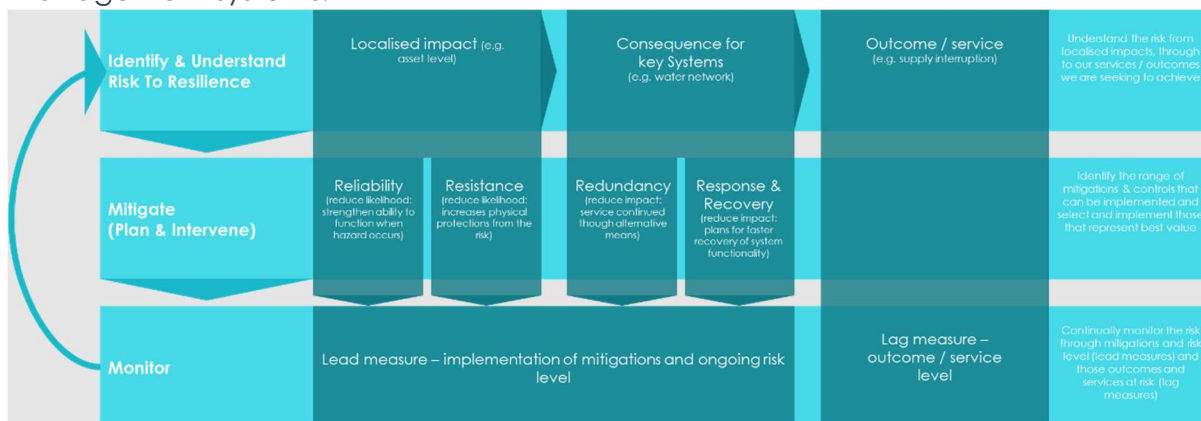 Identify & Understand
Risk To Resilience
Localised impact (e.g.
asset level)
Consequence for
key Systems
(e.g. water network)
Outcome / service
(e.g. supply interruption)
Understand the risk from
localised impacts, through
to our services / outcomes
we are seeking to achieve
Mitigate
(Plan & Intervene)
Reliability
(reduce likelihood:
strengthen ability to
function when
hazard occurs)
Resistance
(reduce likelihood:
increases physical
protections from the
risk)
Redundancy
(reduce impact:
service continued
though alternative
means)
Response &
Recovery
(reduce impact:
plans for faster
recovery of system
functionality)
Identify the range of
mitigations & controls that
can be implemented and
select and implement those
that represent best value
Monitor
Lead measure – implementation of mitigations and ongoing risk
level
Lag measure –
outcome / service
level
Continually monitor the risk
through mitigations and risk
level (lead measures) and
those outcomes and
services at risk (lag
measures)